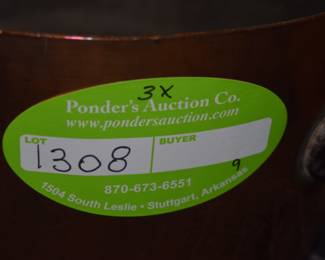 3X
Ponder's Auction Co.
www.pondersauction.com
LOT BUYER
1308
9
870-673-6551
1504 South Leslie • Stuttgart, Arkansas